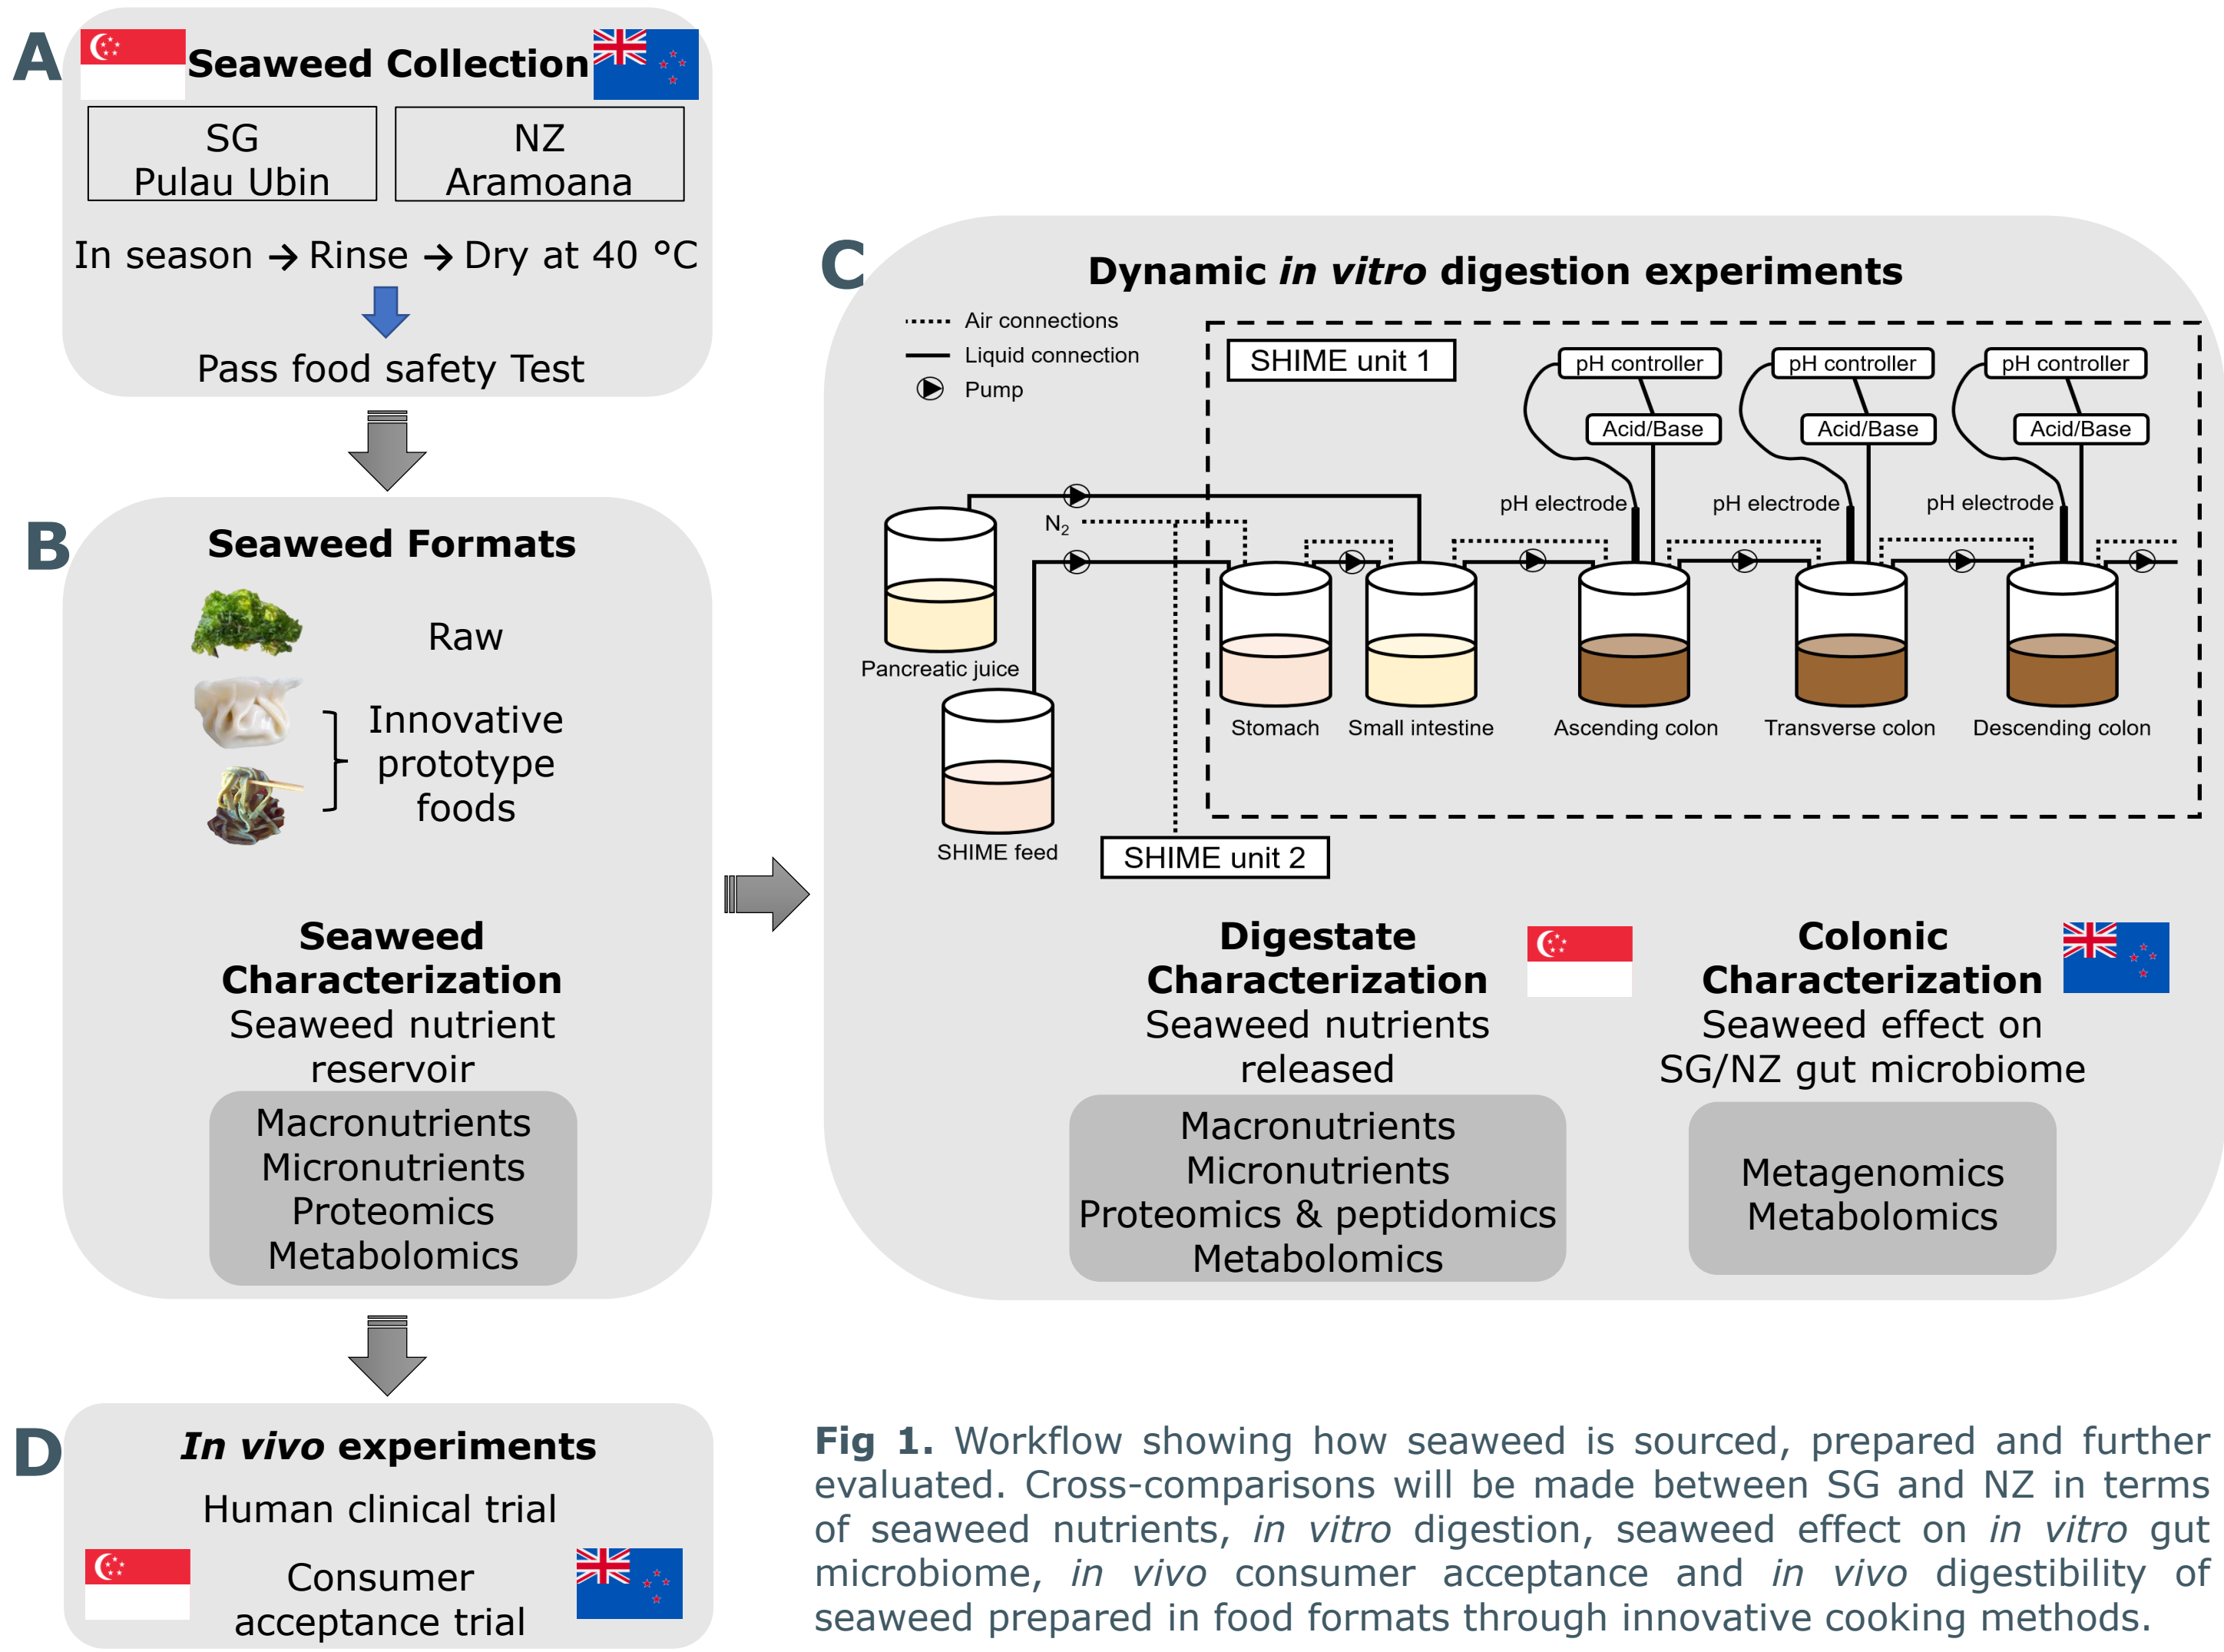 A
Seaweed Collection
SG
Pulau Ubin
NZ
Aramoana
In season → Rinse → Dry at 40 °C
Pass food safety Test
B
Seaweed Formats
Raw
Innovative
prototype
foods
Seaweed
Characterization
Seaweed nutrient
reservoir
Macronutrients
Micronutrients
Proteomics
Metabolomics
C
Dynamic in vitro digestion experiments
Air connections
Liquid connection
Pump
SHIME unit 1
pH controller
pH controller
pH controller
Acid/Base
Acid/Base
Acid/Base
pH electrode
pH electrode
pH electrode
N₂
Pancreatic juice
Stomach
Small intestine
Ascending colon
Transverse colon
Descending colon
SHIME feed
SHIME unit 2
Digestate
Characterization
Seaweed nutrients
released
Macronutrients
Micronutrients
Proteomics & peptidomics
Metabolomics
Colonic
Characterization
Seaweed effect on
SG/NZ gut microbiome
Metagenomics
Metabolomics
D
In vivo experiments
Human clinical trial
Consumer
acceptance trial
Fig 1. Workflow showing how seaweed is sourced, prepared and further
evaluated. Cross-comparisons will be made between SG and NZ in terms
of seaweed nutrients, in vitro digestion, seaweed effect on in vitro gut
microbiome, in vivo consumer acceptance and in vivo digestibility of
seaweed prepared in food formats through innovative cooking methods.